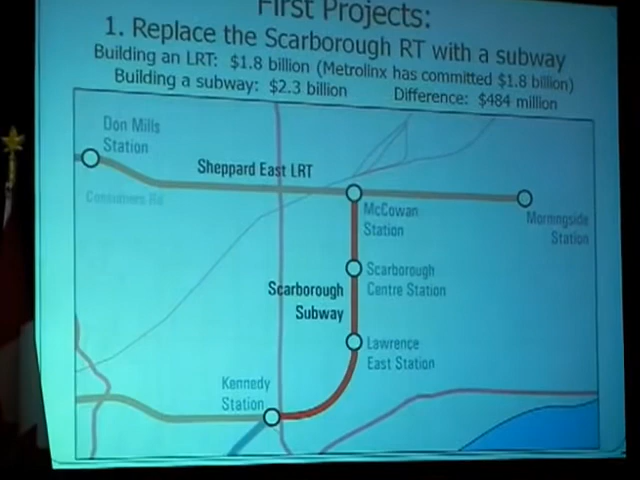 First Projects:
1. Replace the Scarborough RT with a subway
Building an LRT: $1.8 billion (Metrolinx has committed $1.8 billion)
Building a subway: $2.3 billion Difference: $484 million
Don Mills
Station
Sheppard East LRT
Consumers Rd
McCowan
Station
Morningside
Station
Scarborough
Centre Station
Scarborough
Subway
Lawrence
East Station
Kennedy
Station